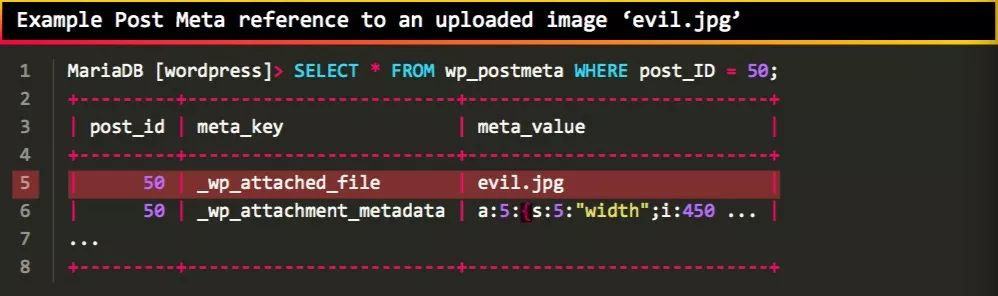 Example Post Meta reference to an uploaded image ‘evil.jpg’
1 MariaDB [wordpress]> SELECT * FROM wp_postmeta WHERE post_ID = 50;
2 +---------+-------------------------+----------------------------+
3 | post_id | meta_key | meta_value |
4 +---------+-------------------------+----------------------------+
5 | 50 | _wp_attached_file | evil.jpg |
6 | 50 | _wp_attachment_metadata | a:5:{s:5:"width";i:450 ... |
7 ...
8 +---------+-------------------------+----------------------------+